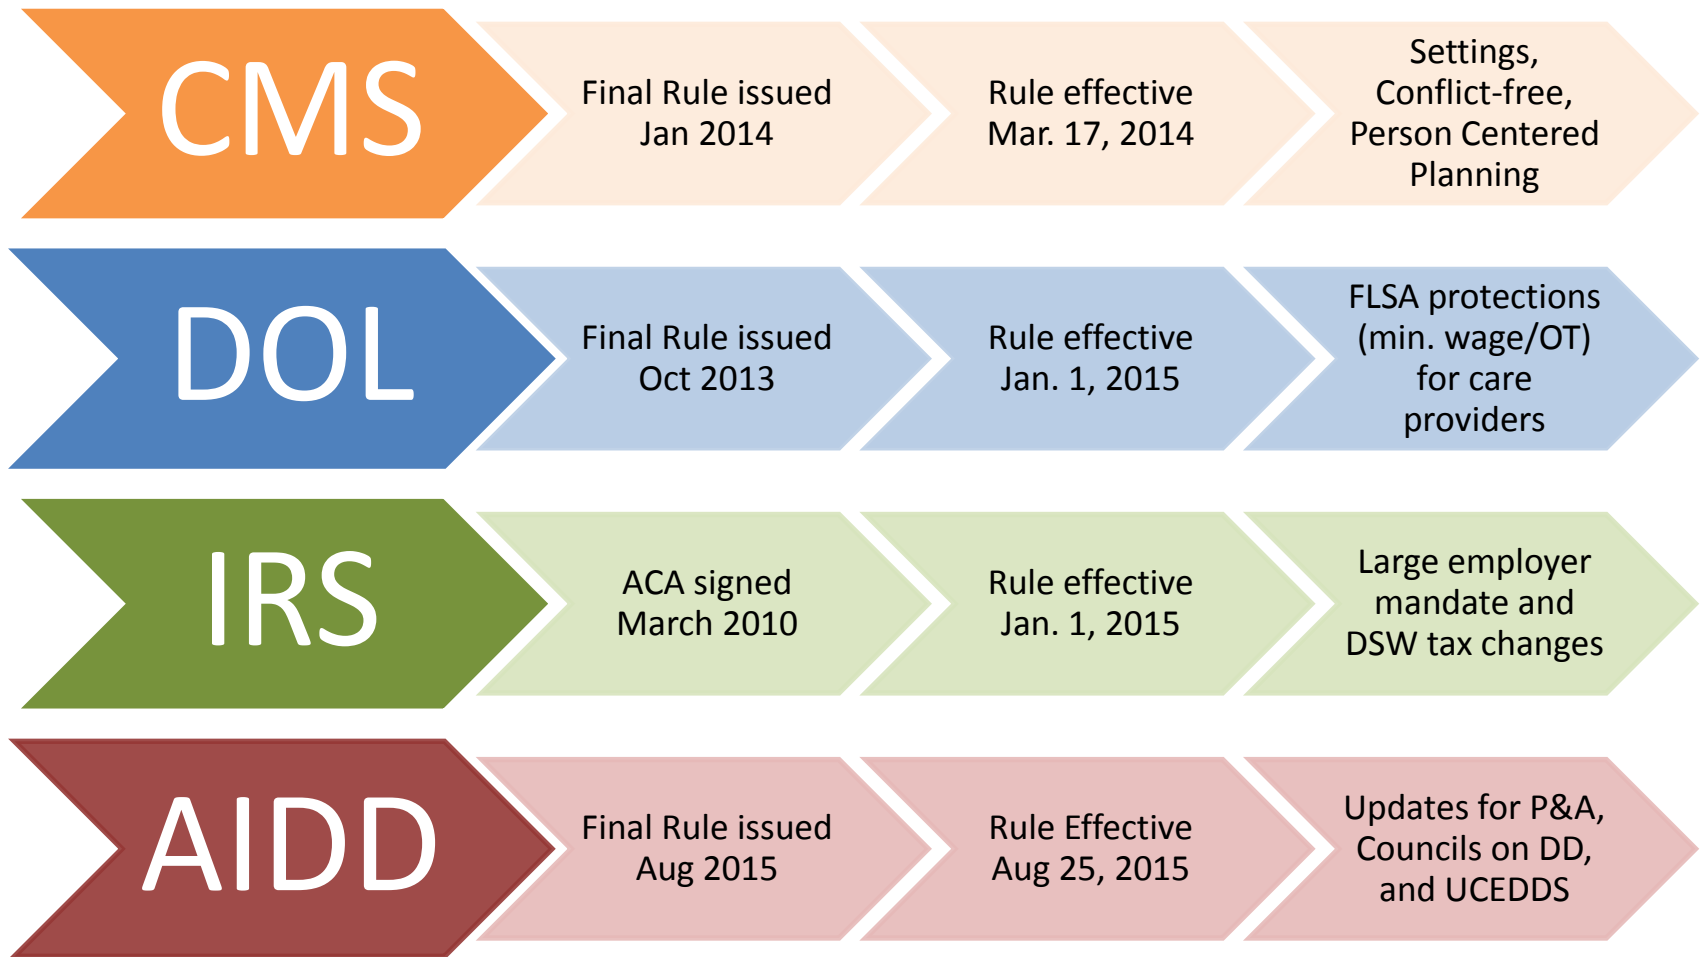 CMS
Final Rule issued
Jan 2014
Rule effective
Mar. 17, 2014
Settings,
Conflict-free,
Person Centered
Planning
DOL
Final Rule issued
Oct 2013
Rule effective
Jan. 1, 2015
FLSA protections
(min. wage/OT)
for care
providers
IRS
ACA signed
March 2010
Rule effective
Jan. 1, 2015
Large employer
mandate and
DSW tax changes
AIDD
Final Rule issued
Aug 2015
Rule Effective
Aug 25, 2015
Updates for P&A,
Councils on DD,
and UCEDDS